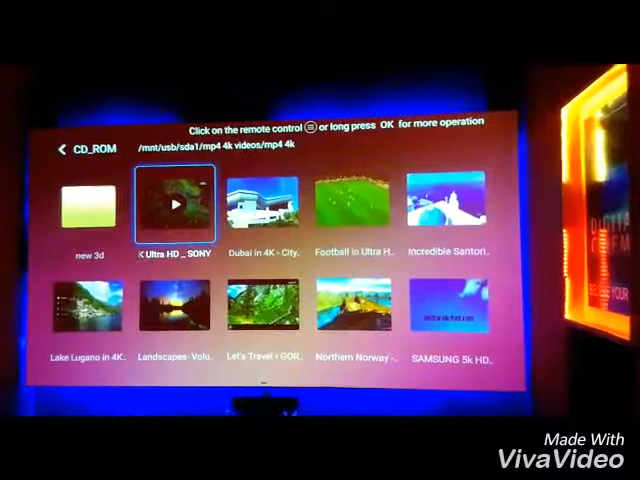 Click on the remote control or long press OK for more operation
CD_ROM
/mnt/usb/sda1/mp4 4k videos/mp4 4k
new 3d
K Ultra HD _ SONY
Dubai in 4K - City..
Football in Ultra H..
Incredible Santori..
Lake Lugano in 4K..
Landscapes- Volu..
Let's Travel - GOR..
Northern Norway -..
SAMSUNG 5k HD..
DIGITA
YOUR
Made With
VivaVideo